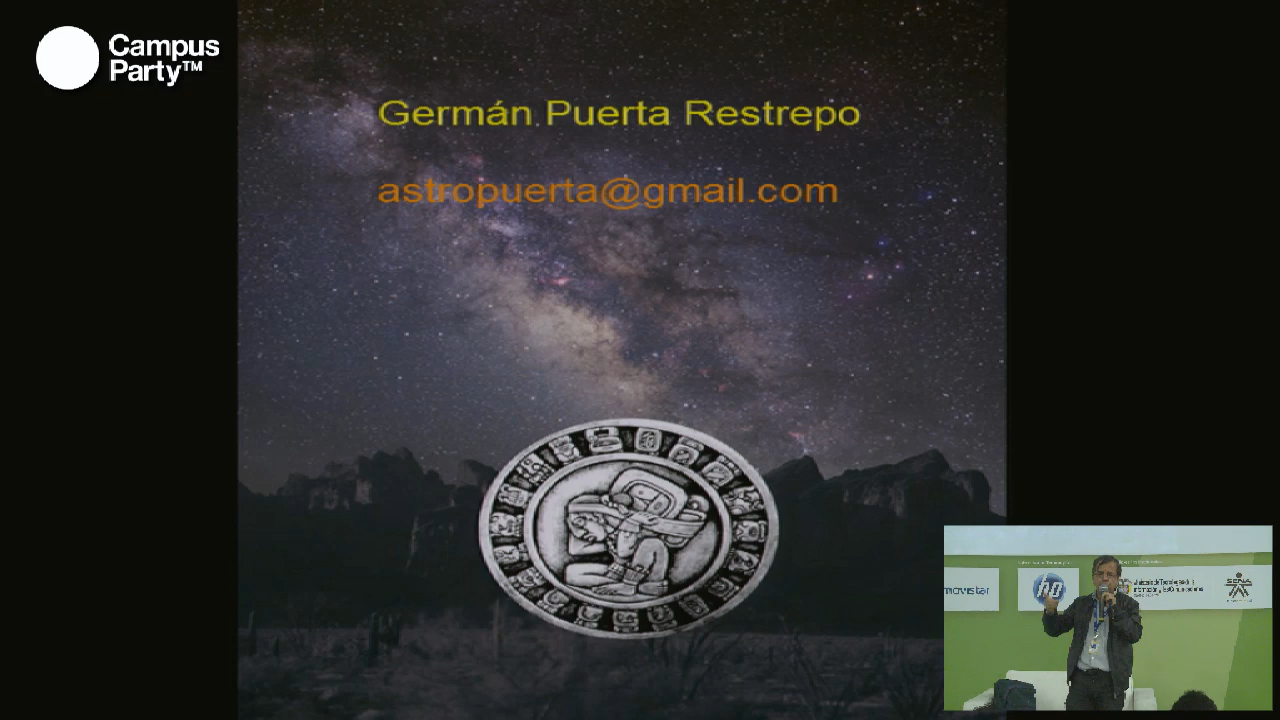 Campus
Party™
Germán Puerta Restrepo
astropuerta@gmail.com
movistar
hp
SENA